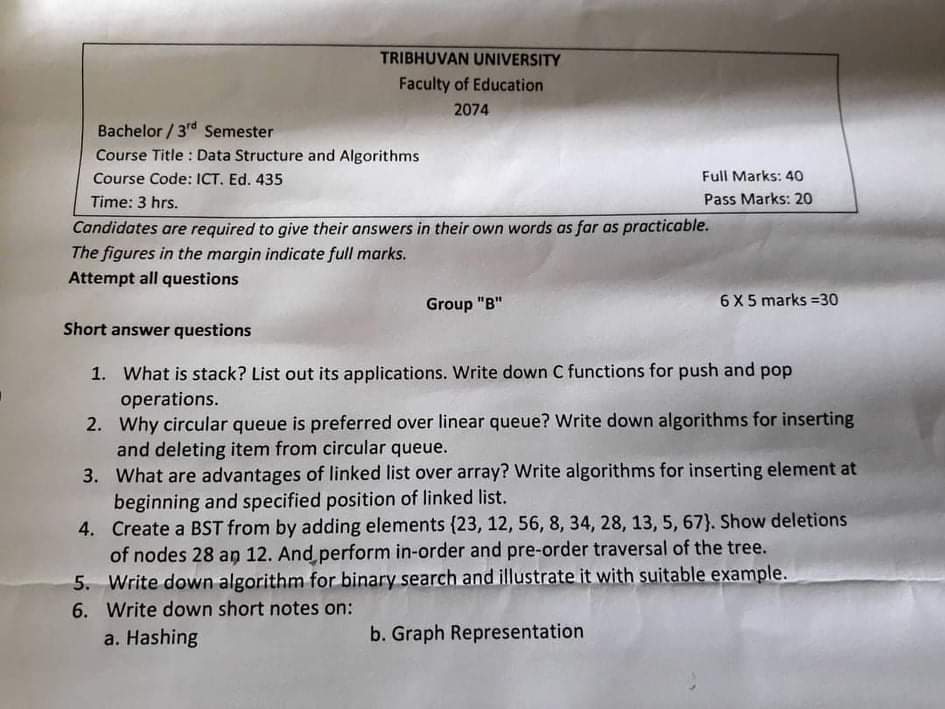 TRIBHUVAN UNIVERSITY
Faculty of Education
2074
Bachelor / 3rd Semester
Course Title : Data Structure and Algorithms
Course Code: ICT. Ed. 435
Full Marks: 40
Time: 3 hrs.
Pass Marks: 20
Candidates are required to give their answers in their own words as far as practicable.
The figures in the margin indicate full marks.
Attempt all questions
Group "B"
6 X 5 marks =30
Short answer questions
1. What is stack? List out its applications. Write down C functions for push and pop
operations.
2. Why circular queue is preferred over linear queue? Write down algorithms for inserting
and deleting item from circular queue.
3. What are advantages of linked list over array? Write algorithms for inserting element at
beginning and specified position of linked list.
4. Create a BST from by adding elements {23, 12, 56, 8, 34, 28, 13, 5, 67}. Show deletions
of nodes 28 an 12. And perform in-order and pre-order traversal of the tree.
5. Write down algorithm for binary search and illustrate it with suitable example.
6. Write down short notes on:
a. Hashing
b. Graph Representation